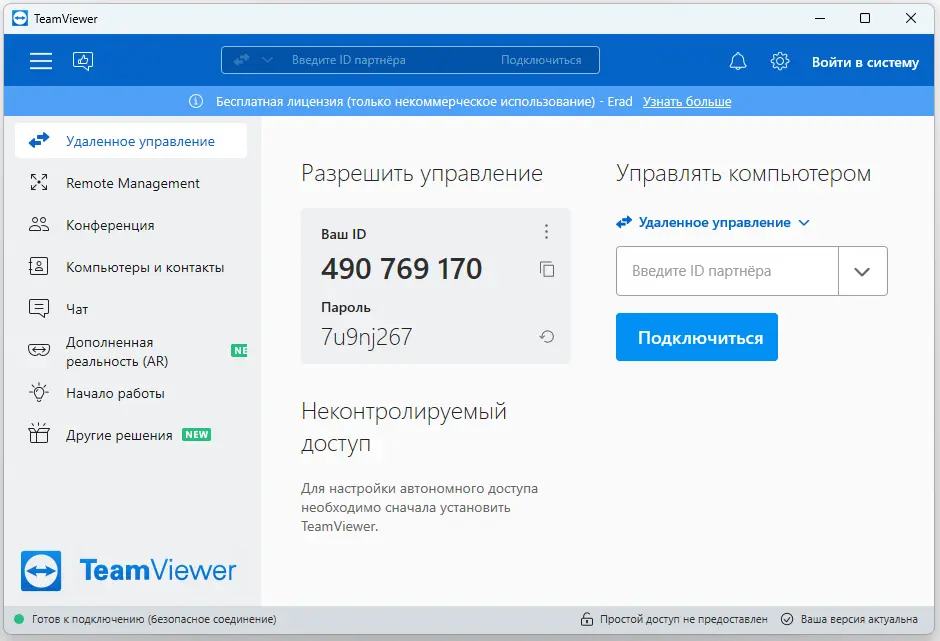 TeamViewer
Введите ID партнёра
Подключиться
Войти в систему
Бесплатная лицензия (только некоммерческое использование) - Erad Узнать больше
Удаленное управление
Remote Management
Конференция
Компьютеры и контакты
Чат
Дополненная
реальность (AR)
NE
Начало работы
Другие решения NEW
TeamViewer
Разрешить управление
Ваш ID
490 769 170
Пароль
7u9nj267
Неконтролируемый
доступ
Для настройки автономного доступа
необходимо сначала установить
TeamViewer.
Управлять компьютером
Удаленное управление
Введите ID партнёра
Подключиться
Готов к подключению (безопасное соединение)
Простой доступ не предоставлен
Ваша версия актуальна